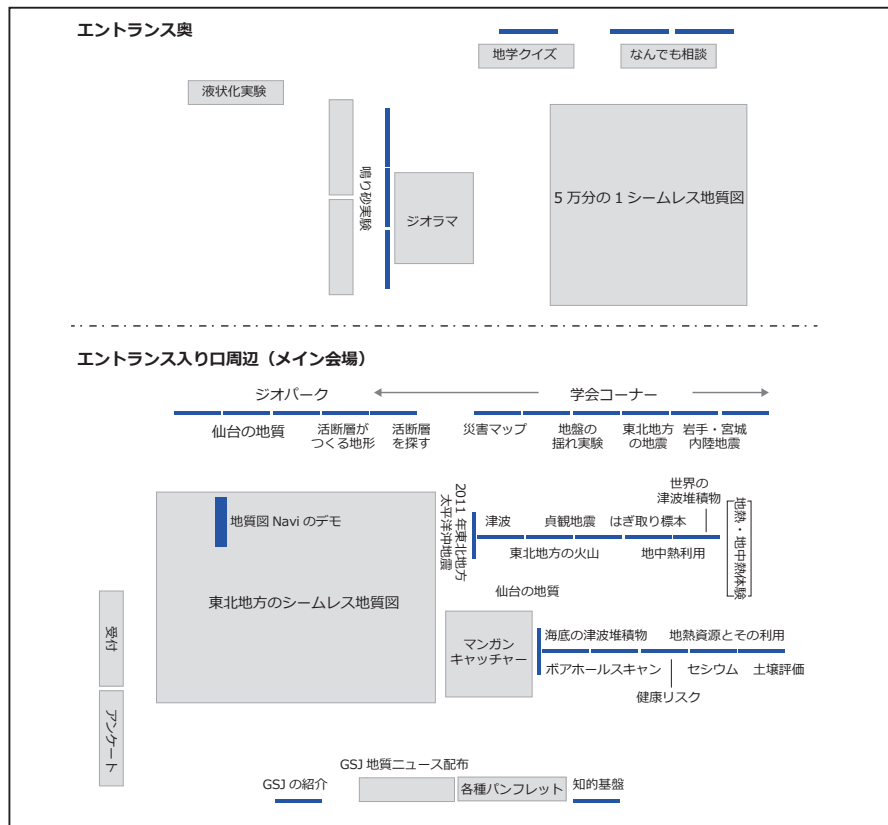 エントランス奥
地学クイズ
なんでも相談
液状化実験
鳴り砂実験
ジオラマ
5 万分の 1 シームレス地質図
エントランス入り口周辺（メイン会場）
ジオパーク
学会コーナー
仙台の地質
活断層が
つくる地形
活断層
を探す
災害マップ
地盤の
揺れ実験
東北地方
の地震
岩手・宮城
内陸地震
世界の
津波堆積物
地質図 Navi のデモ
2011 年東北地方
太平洋沖地震
津波
貞観地震
はぎ取り標本
東北地方の火山
地中熱利用
地熱・地中熱体験
東北地方のシームレス地質図
仙台の地質
受付
マンガン
キャッチャー
海底の津波堆積物
地熱資源とその利用
ボアホールスキャン
セシウム
土壌評価
健康リスク
アンケート
GSJ 地質ニュース配布
GSJ の紹介
各種パンフレット
知的基盤